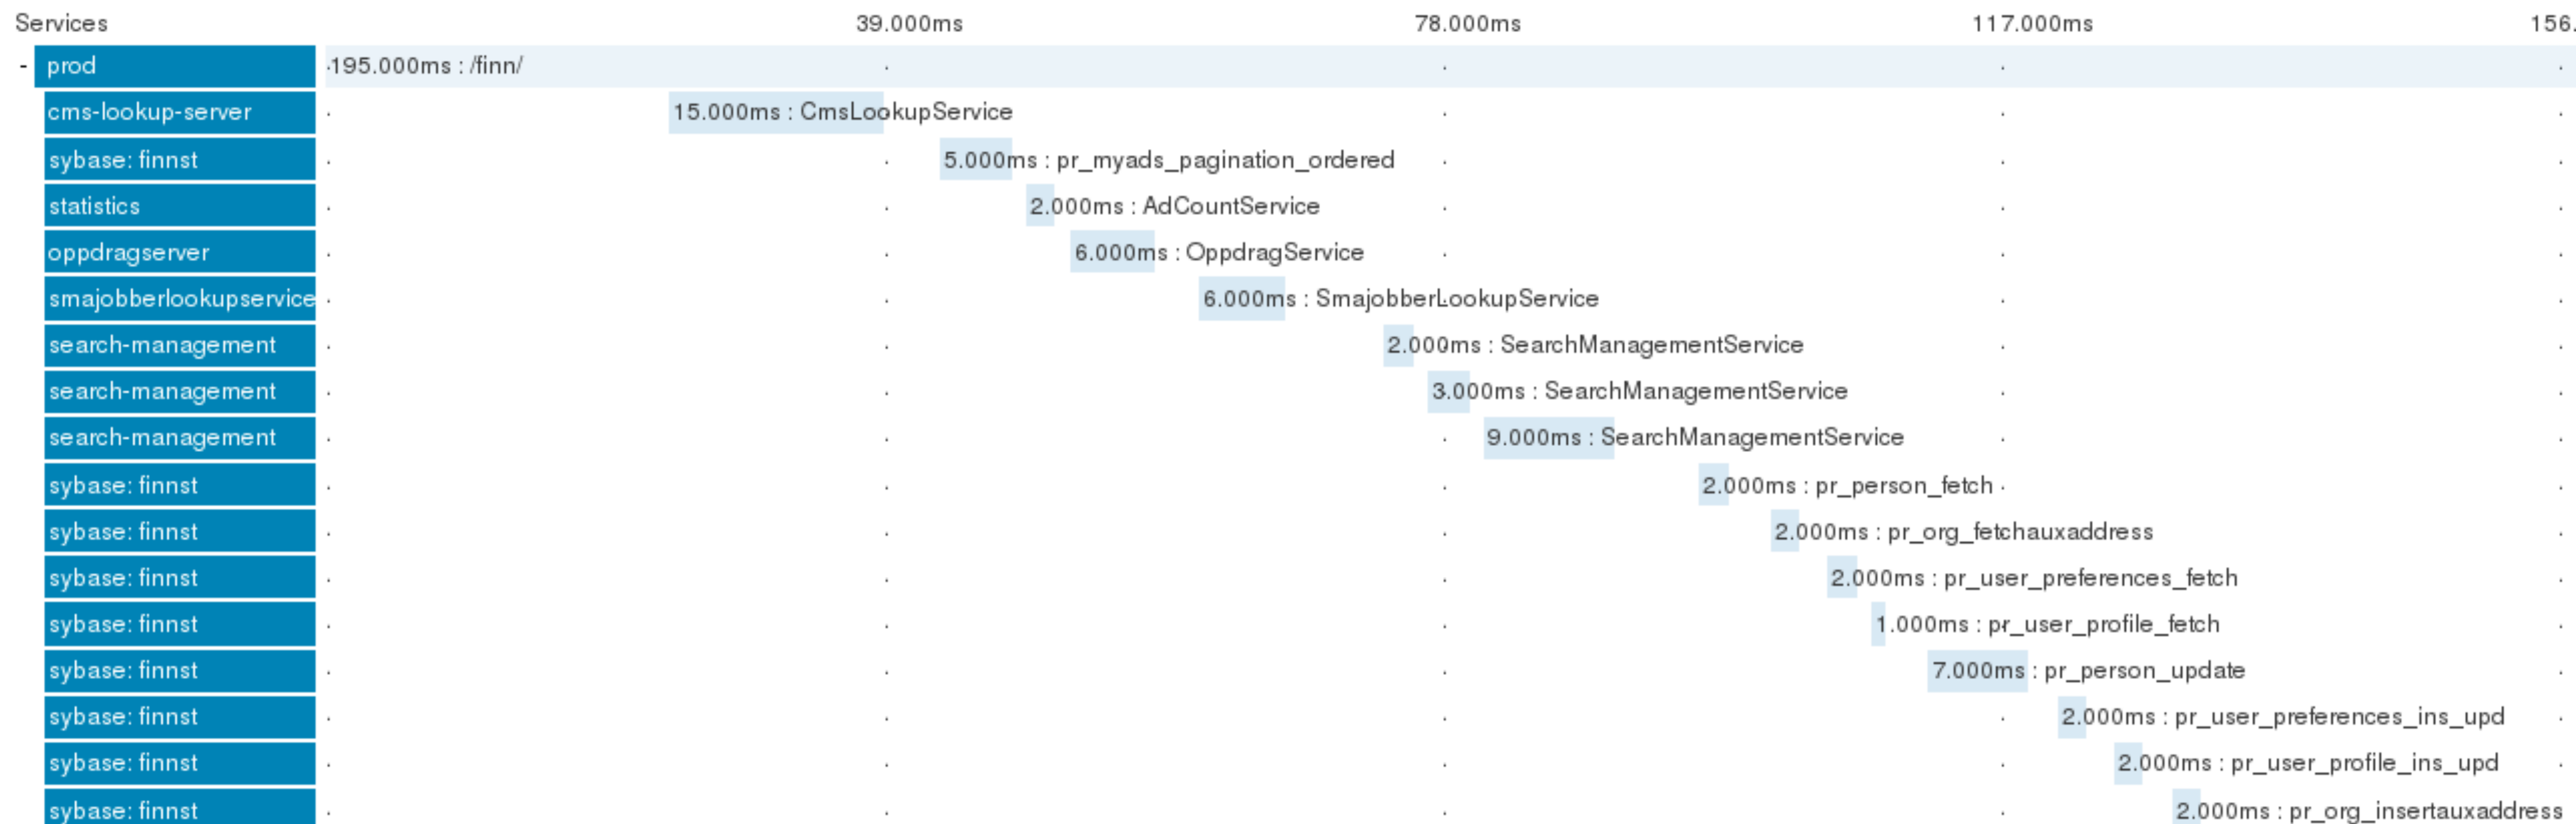 Services 39.000ms 78.000ms 117.000ms 156.
- prod 195.000ms : /finn/
cms-lookup-server 15.000ms : CmsLookupService
sybase: finnst 5.000ms : pr_myads_pagination_ordered
statistics 2.000ms : AdCountService
oppdragserver 6.000ms : OppdragService
smajobberlookupservice 6.000ms : SmajobberLookupService
search-management 2.000ms : SearchManagementService
search-management 3.000ms : SearchManagementService
search-management 9.000ms : SearchManagementService
sybase: finnst 2.000ms : pr_person_fetch
sybase: finnst 2.000ms : pr_org_fetchauxaddress
sybase: finnst 2.000ms : pr_user_preferences_fetch
sybase: finnst 1.000ms : pr_user_profile_fetch
sybase: finnst 7.000ms : pr_person_update
sybase: finnst 2.000ms : pr_user_preferences_ins_upd
sybase: finnst 2.000ms : pr_user_profile_ins_upd
sybase: finnst 2.000ms : pr_org_insertauxaddress